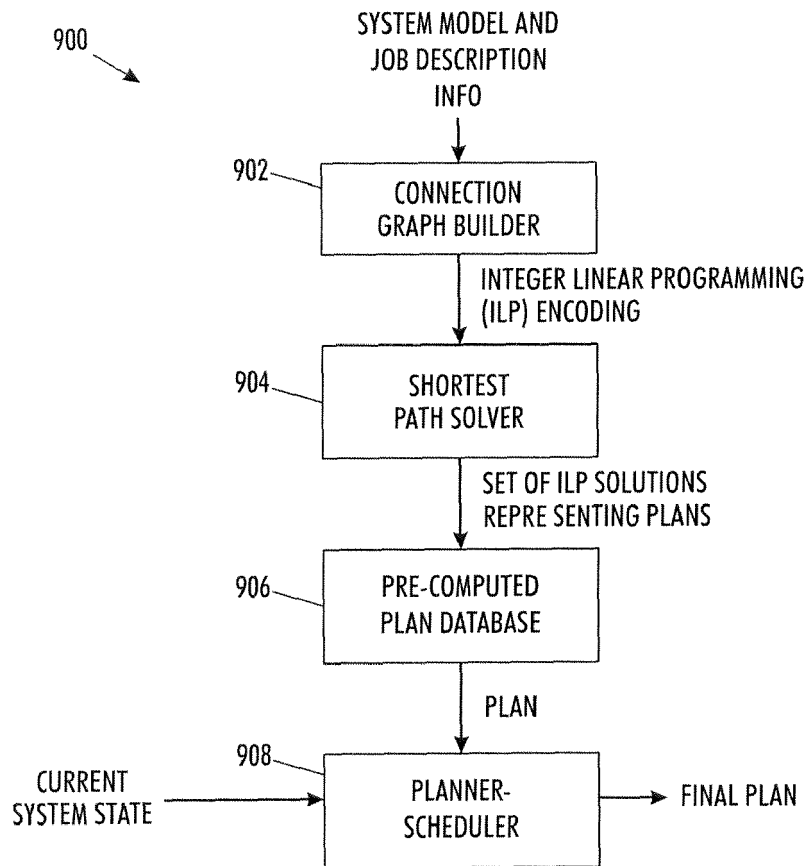 900
SYSTEM MODEL AND
JOB DESCRIPTION
INFO
902
CONNECTION
GRAPH BUILDER
INTEGER LINEAR PROGRAMMING
(ILP) ENCODING
904
SHORTEST
PATH SOLVER
SET OF ILP SOLUTIONS
REPRE SENTING PLANS
906
PRE-COMPUTED
PLAN DATABASE
PLAN
908
CURRENT
SYSTEM STATE
PLANNER-
SCHEDULER
FINAL PLAN